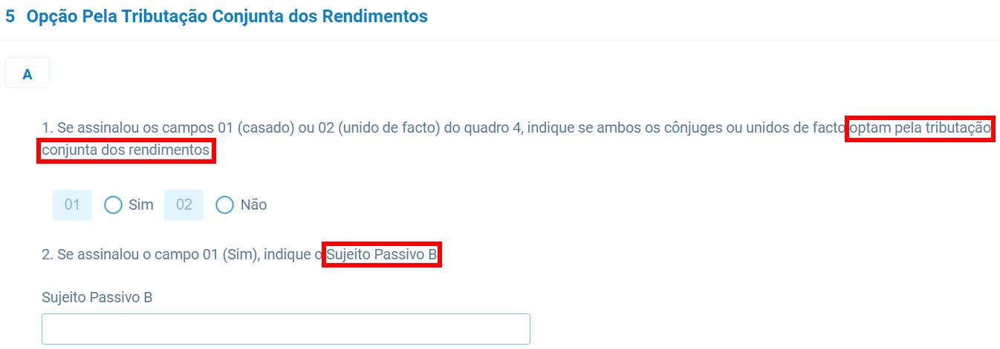 5 Opção Pela Tributação Conjunta dos Rendimentos
A
1. Se assinalou os campos 01 (casado) ou 02 (unido de facto) do quadro 4, indique se ambos os cônjuges ou unidos de facto optam pela tributação
conjunta dos rendimentos
01 Sim 02 Não
2. Se assinalou o campo 01 (Sim), indique o Sujeito Passivo B
Sujeito Passivo B